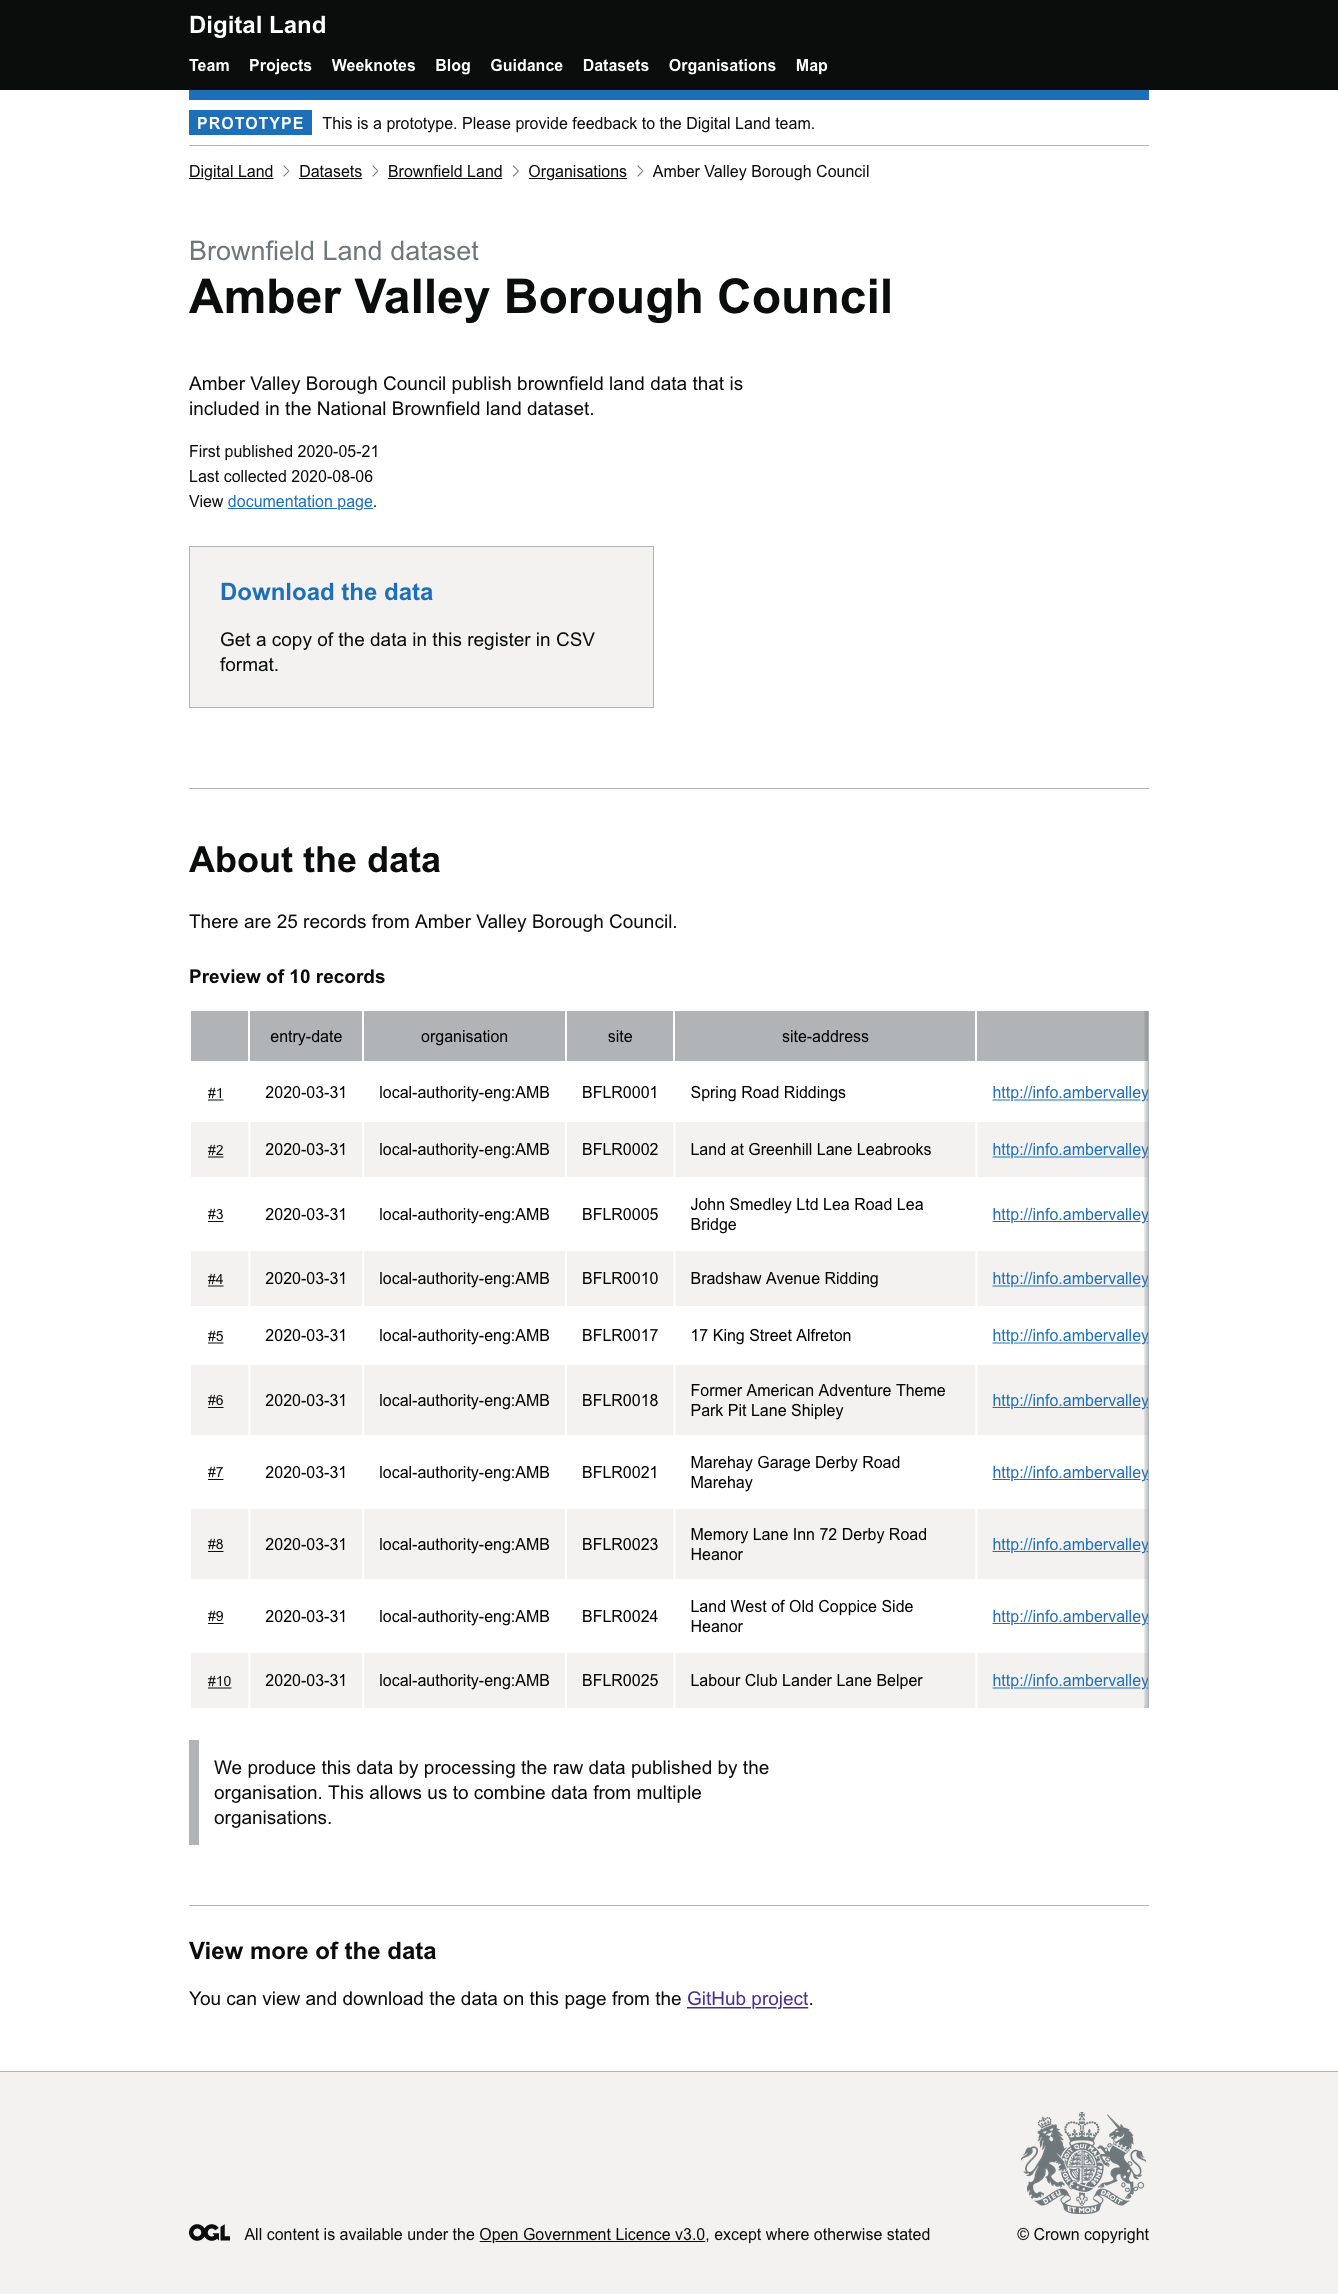 Digital Land
Team Projects Weeknotes Blog Guidance Datasets Organisations Map
PROTOTYPE This is a prototype. Please provide feedback to the Digital Land team.
Digital Land Datasets Brownfield Land Organisations Amber Valley Borough Council
Brownfield Land dataset
Amber Valley Borough Council
Amber Valley Borough Council publish brownfield land data that is
included in the National Brownfield land dataset.
First published 2020-05-21
Last collected 2020-08-06
View documentation page.
Download the data
Get a copy of the data in this register in CSV
format.
About the data
There are 25 records from Amber Valley Borough Council.
Preview of 10 records
entry-date organisation site site-address
#1 2020-03-31 local-authority-eng:AMB BFLR0001 Spring Road Riddings http://info.ambervalley
#2 2020-03-31 local-authority-eng:AMB BFLR0002 Land at Greenhill Lane Leabrooks http://info.ambervalley
#3 2020-03-31 local-authority-eng:AMB BFLR0005 John Smedley Ltd Lea Road Lea
Bridge http://info.ambervalley
#4 2020-03-31 local-authority-eng:AMB BFLR0010 Bradshaw Avenue Ridding http://info.ambervalley
#5 2020-03-31 local-authority-eng:AMB BFLR0017 17 King Street Alfreton http://info.ambervalley
#6 2020-03-31 local-authority-eng:AMB BFLR0018 Former American Adventure Theme
Park Pit Lane Shipley http://info.ambervalley
#7 2020-03-31 local-authority-eng:AMB BFLR0021 Marehay Garage Derby Road
Marehay http://info.ambervalley
#8 2020-03-31 local-authority-eng:AMB BFLR0023 Memory Lane Inn 72 Derby Road
Heanor http://info.ambervalley
#9 2020-03-31 local-authority-eng:AMB BFLR0024 Land West of Old Coppice Side
Heanor http://info.ambervalley
#10 2020-03-31 local-authority-eng:AMB BFLR0025 Labour Club Lander Lane Belper http://info.ambervalley
We produce this data by processing the raw data published by the
organisation. This allows us to combine data from multiple
organisations.
View more of the data
You can view and download the data on this page from the GitHub project.
DIEU ET MON DROIT
OGL All content is available under the Open Government Licence v3.0, except where otherwise stated
© Crown copyright